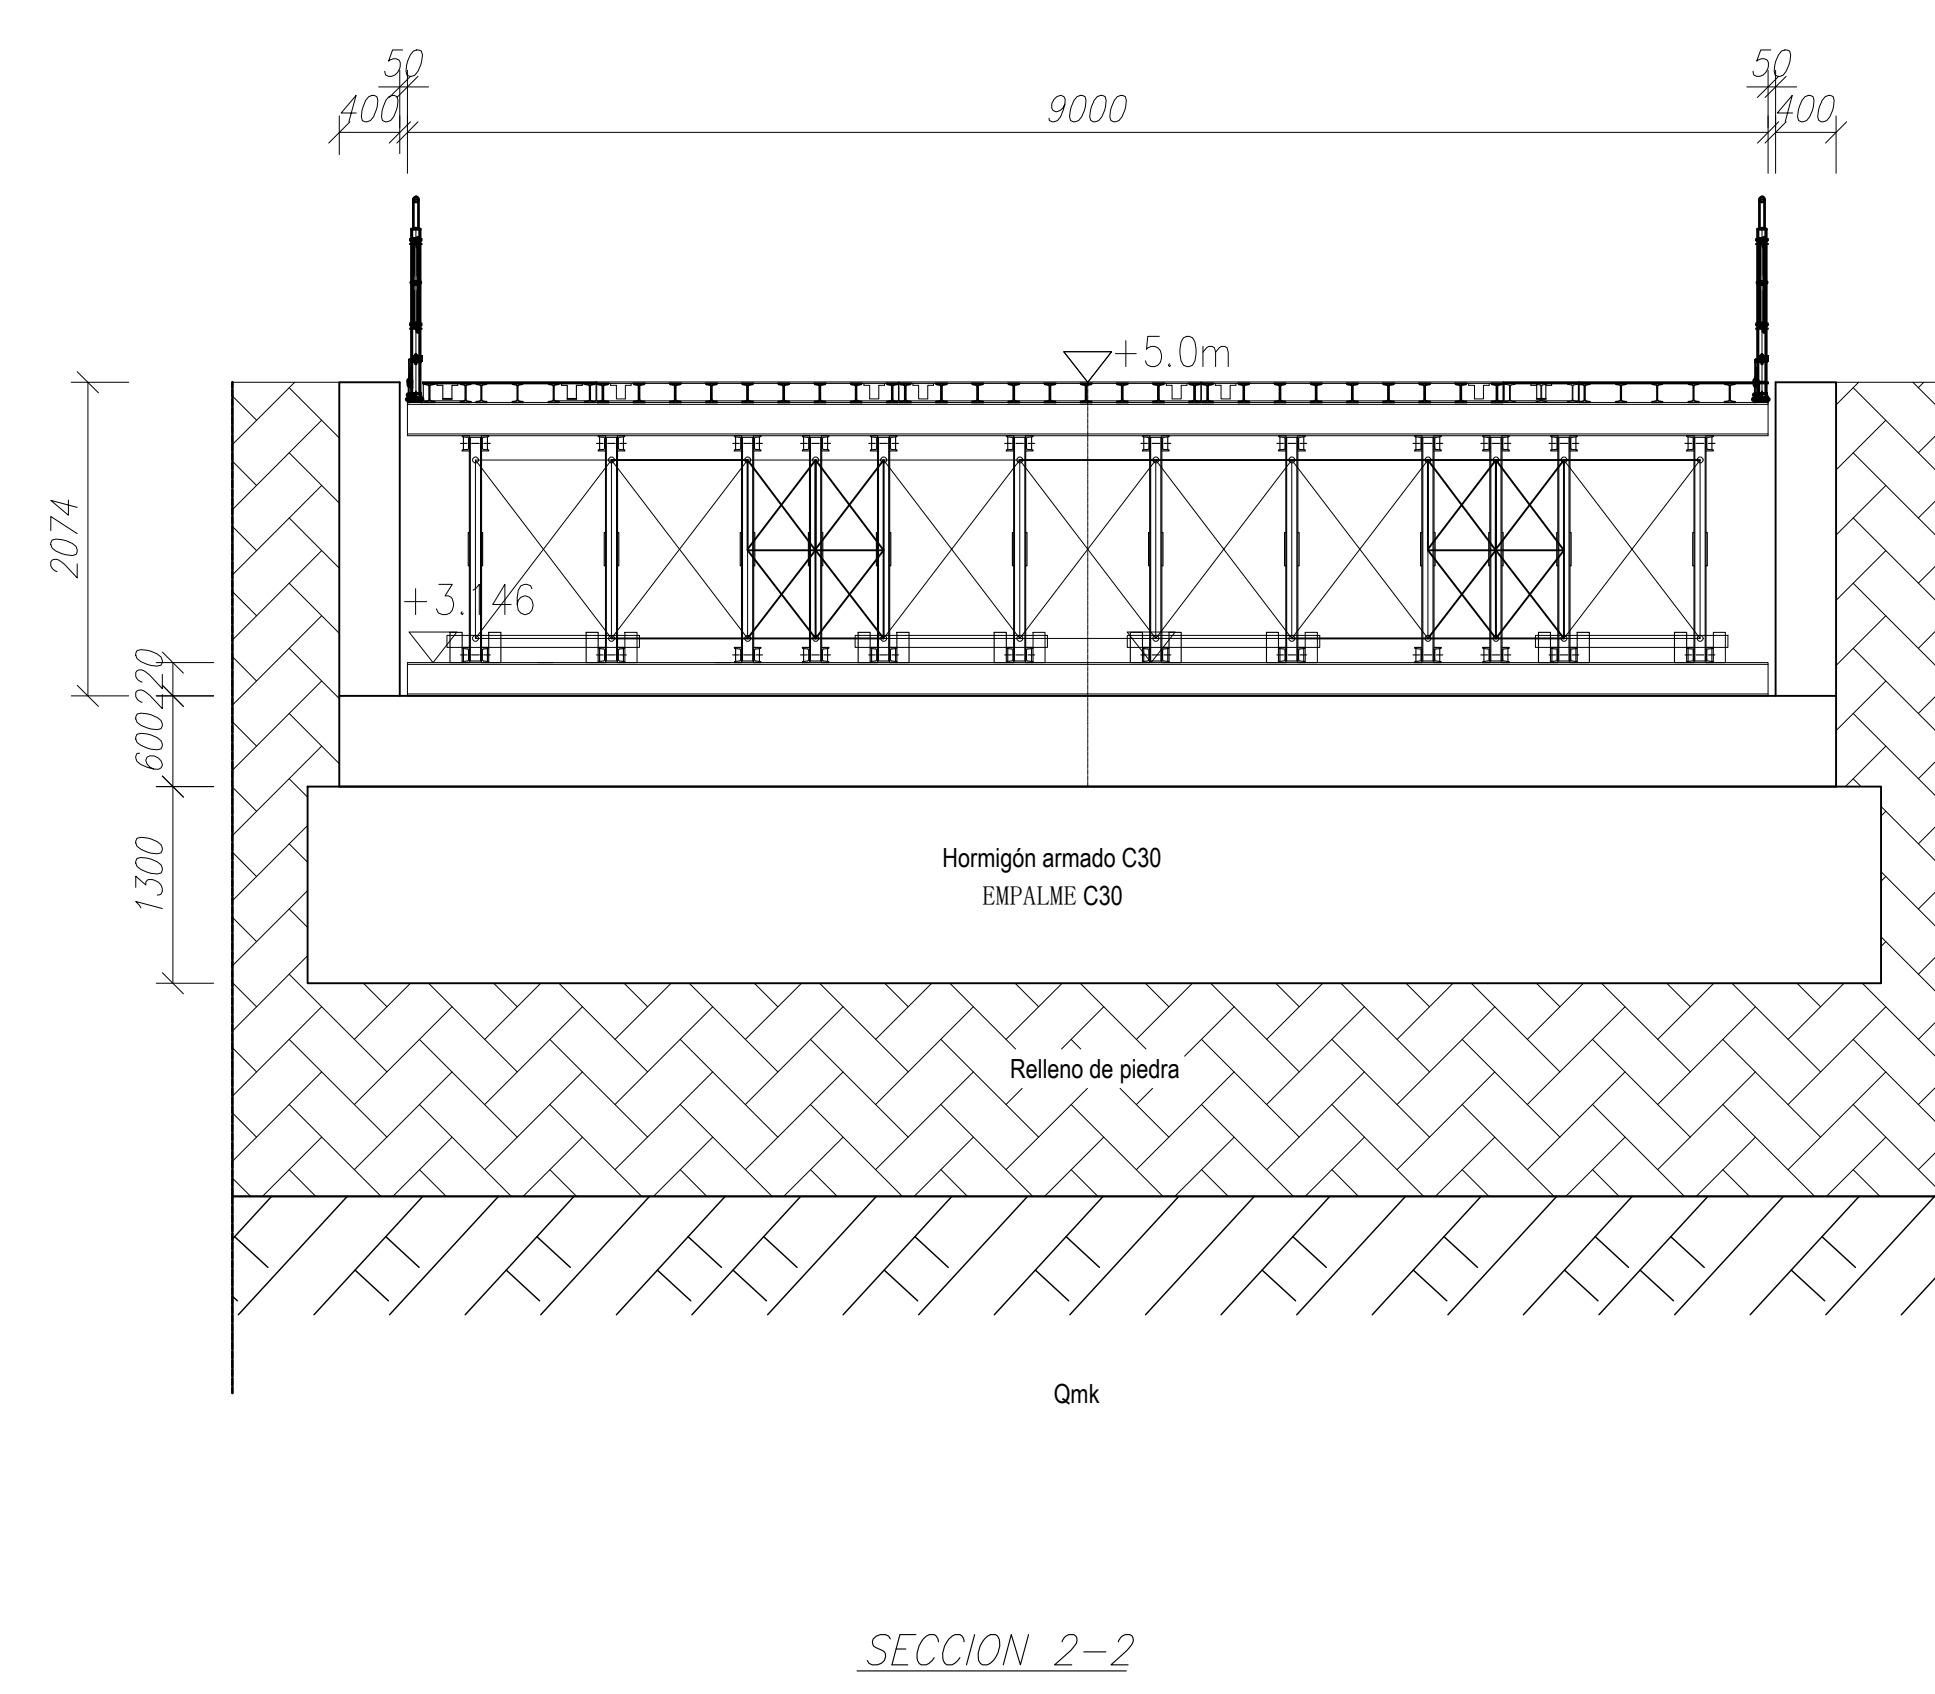 50
50
400
9000
400
+5.0m
2074
+3.146
220
600
1300
Hormigón armado C30
EMPALME C30
Relleno de piedra
Qmk
SECCION 2-2